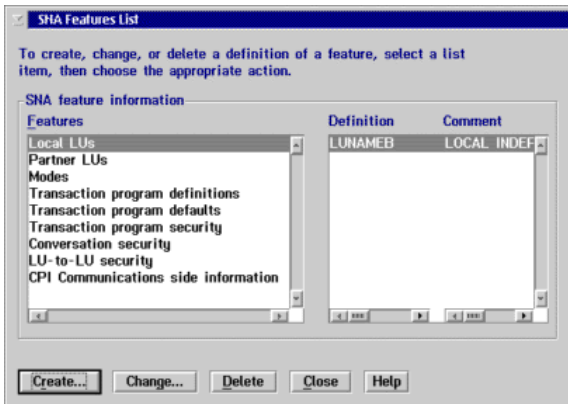 SNA Features List
To create, change, or delete a definition of a feature, select a list
item, then choose the appropriate action.
SNA feature information
Features
Definition
Comment
Local LUs
LUNAMEB
LOCAL INDEF
Partner LUs
Modes
Transaction program definitions
Transaction program defaults
Transaction program security
Conversation security
LU-to-LU security
CPI Communications side information
Create...
Change...
Delete
Close
Help